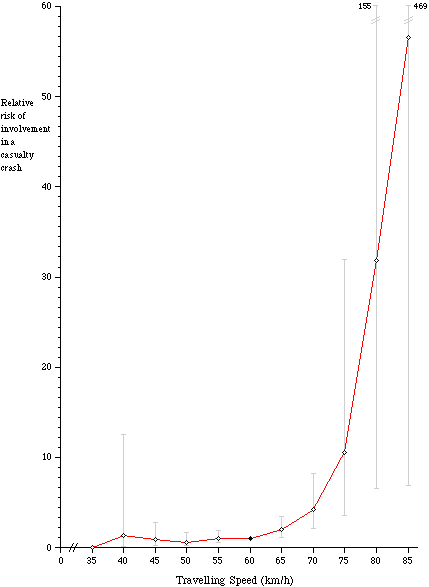 155
469
60
50
40
30
20
10
0
Relative
risk of
involvement
in a
casualty
crash
0 35 40 45 50 55 60 65 70 75 80 85
Travelling Speed (km/h)